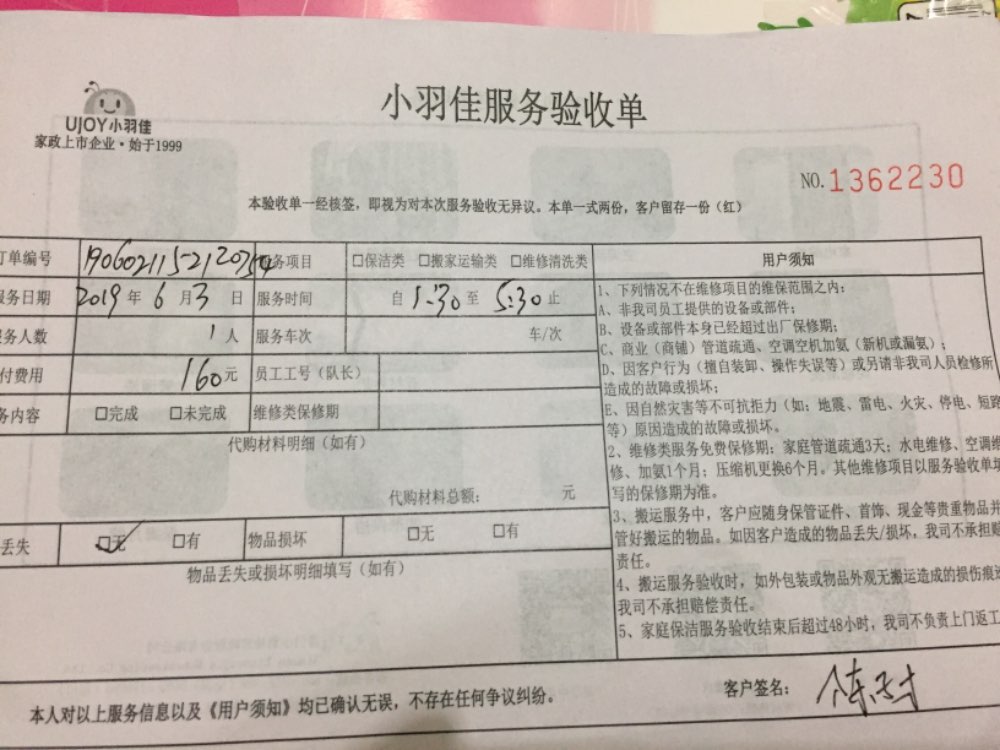 小羽佳服务验收单
UJOY小羽佳
家政上市企业·始于1999
NO.1362230
本验收单一经核签，即视为对本次服务验收无异议。本单一式两份，客户留存一份（红）
订单编号 190602115212075 务项目 □保洁类 □搬家运输类 □维修清洗类
服务日期 2019 年 6 月 3 日 服务时间 自 1:30 至 5:30 止
务人数 1 人 服务车次 车/次
付费用 160 元 员工工号（队长）
务内容 □完成 □未完成 维修类保修期
代购材料明细（如有）
代购材料总额： 元
丢失 □无 □有 物品损坏 □无 □有
物品丢失或损坏明细填写（如有）
用户须知
1、下列情况不在维修项目的维保范围之内：
A、非我司员工提供的设备或部件；
B、设备或部件本身已经超过出厂保修期；
C、商业（商铺）管道疏通、空调空机加氨（新机或漏氨）；
D、因客户行为（擅自装卸、操作失误等）或另请非我司人员检修所
造成的故障或损坏；
E、因自然灾害等不可抗拒力（如：地震、雷电、火灾、停电、短路
等）原因造成的故障或损坏。
2、维修类服务免费保修期：家庭管道疏通3天；水电维修、空调维
修、加氨1个月；压缩机更换6个月。其他维修项目以服务验收单填
写的保修期为准。
3、搬运服务中，客户应随身保管证件、首饰、现金等贵重物品并
管好搬运的物品。如因客户造成的物品丢失/损坏，我司不承担赔
责任。
4、搬运服务验收时，如外包装或物品外观无搬运造成的损伤痕迹
我司不承担赔偿责任。
5、家庭保洁服务验收结束后超过48小时，我司不负责上门返工
本人对以上服务信息以及《用户须知》均已确认无误，不存在任何争议纠纷。
客户签名：